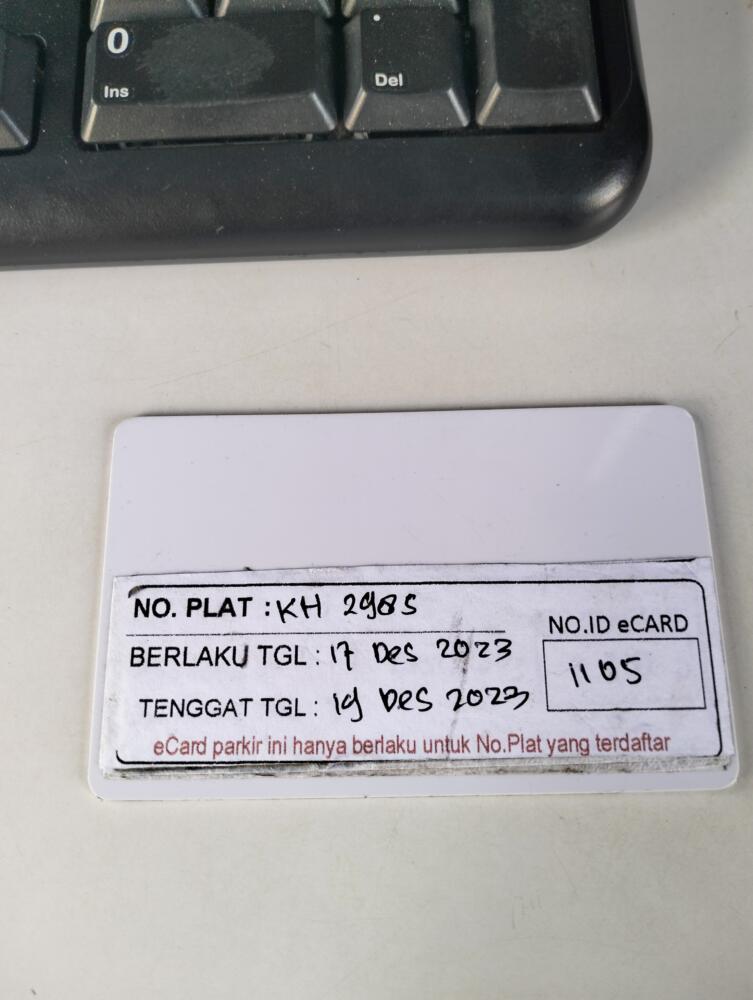 0
Ins
.
Del
NO. PLAT : KH 2985
BERLAKU TGL : 17 Des 2023
TENGGAT TGL : 19 Des 2023
NO.ID eCARD
1105
eCard parkir ini hanya berlaku untuk No.Plat yang terdaftar